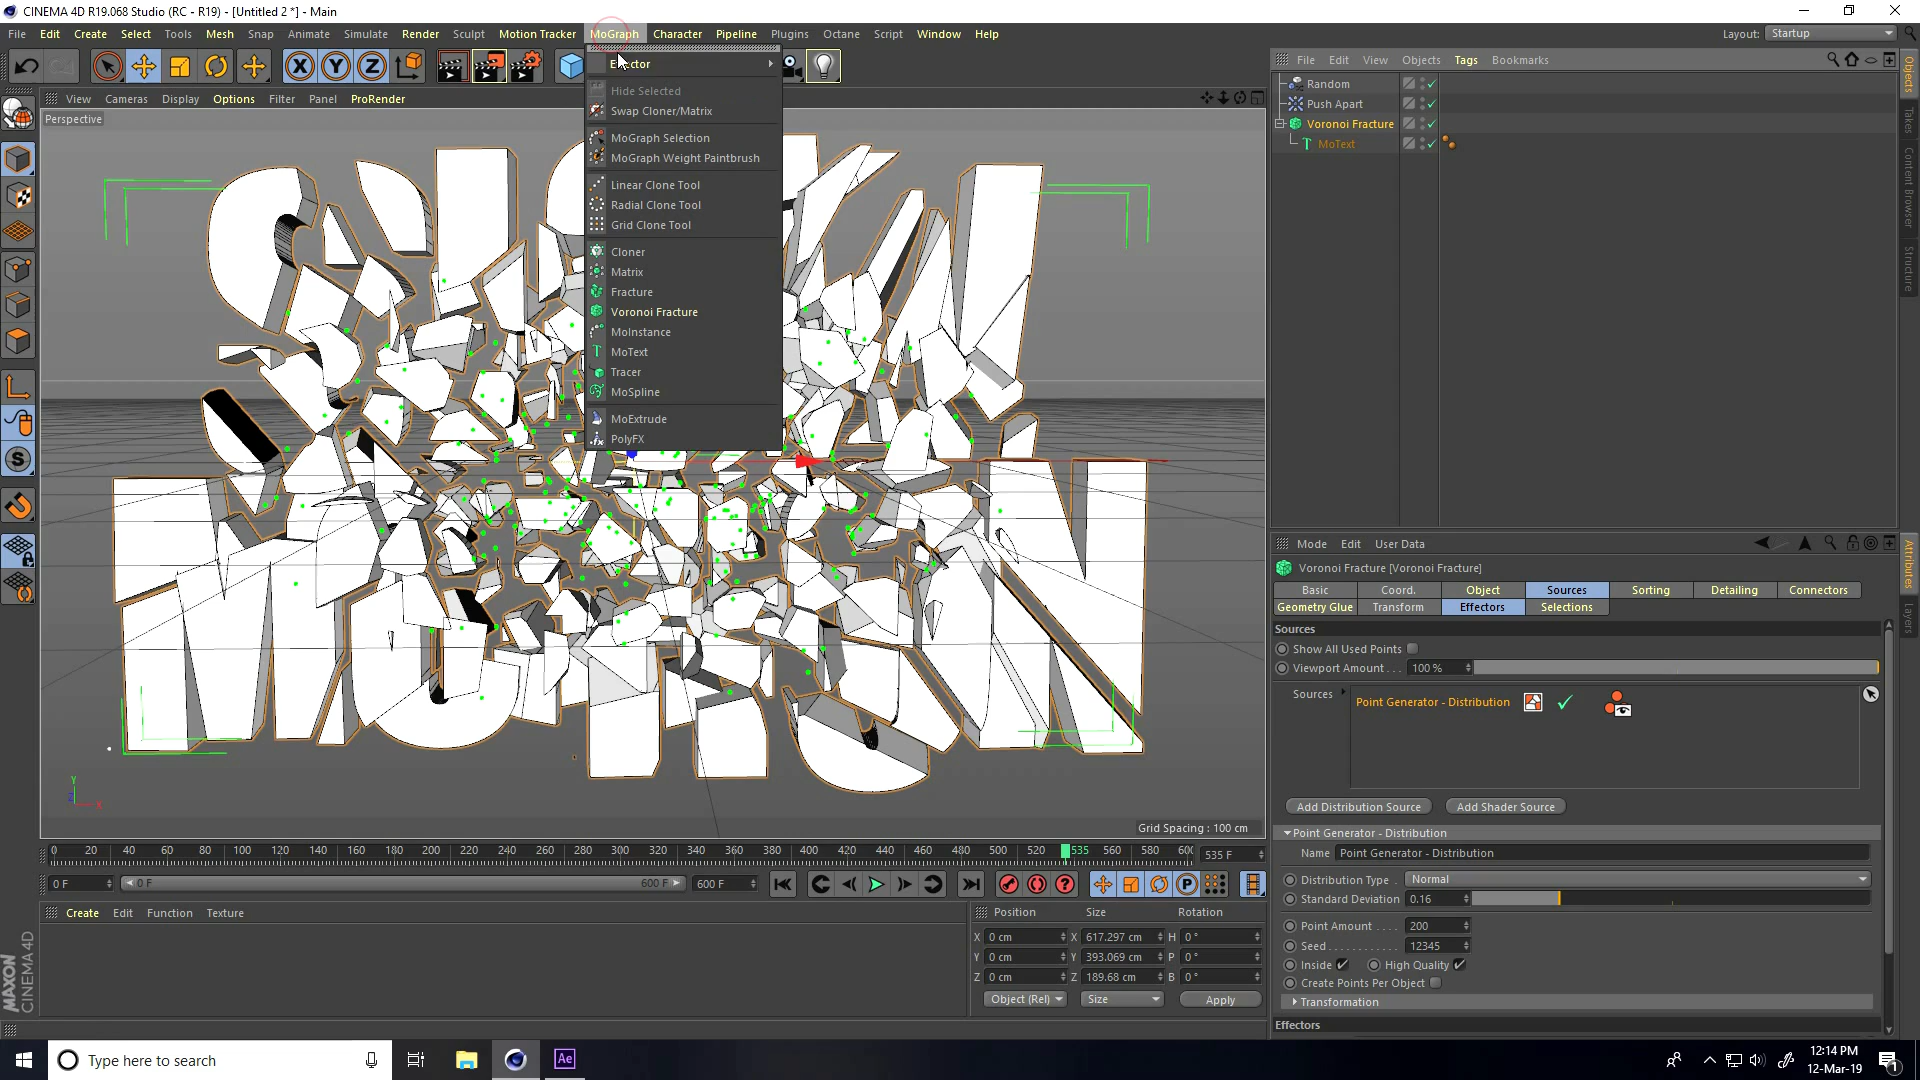 CINEMA 4D R19.068 Studio (RC - R19) - [Untitled 2 *] - Main
File Edit Create Select Tools Mesh Snap Animate Simulate Render Sculpt Motion Tracker MoGraph Character Pipeline Plugins Octane Script Window Help Layout: Startup
View Cameras Display Options Filter Panel ProRender
Perspective
Effector
Hide Selected
Swap Cloner/Matrix
MoGraph Selection
MoGraph Weight Paintbrush
Linear Clone Tool
Radial Clone Tool
Grid Clone Tool
Cloner
Matrix
Fracture
Voronoi Fracture
MoInstance
MoText
Tracer
MoSpline
MoExtrude
PolyFX
Grid Spacing : 100 cm
File Edit View Objects Tags Bookmarks
Random
Push Apart
Voronoi Fracture
MoText
Objects
Takes
Content Browser
Structure
Mode Edit User Data
Voronoi Fracture [Voronoi Fracture]
Basic Coord. Object Sources Sorting Detailing Connectors
Geometry Glue Transform Effectors Selections
Sources
Show All Used Points
Viewport Amount . . . 100 %
Sources Point Generator - Distribution
Add Distribution Source Add Shader Source
Point Generator - Distribution
Name Point Generator - Distribution
Distribution Type . Normal
Standard Deviation 0.16
Point Amount . . . . 200
Seed . . . . . . . . . . . 12345
Inside High Quality
Create Points Per Object
Transformation
Effectors
Attributes
Layers
0 20 40 60 80 100 120 140 160 180 200 220 240 260 280 300 320 340 360 380 400 420 440 460 480 500 520 535 560 580 600 535 F
0 F 0 F 600 F 600 F
Create Edit Function Texture
Position Size Rotation
X 0 cm X 617.297 cm H 0 °
Y 0 cm Y 393.069 cm P 0 °
Z 0 cm Z 189.68 cm B 0 °
Object (Rel) Size Apply
MAXON
CINEMA 4D
Type here to search
Ae
12:14 PM
12-Mar-19
1